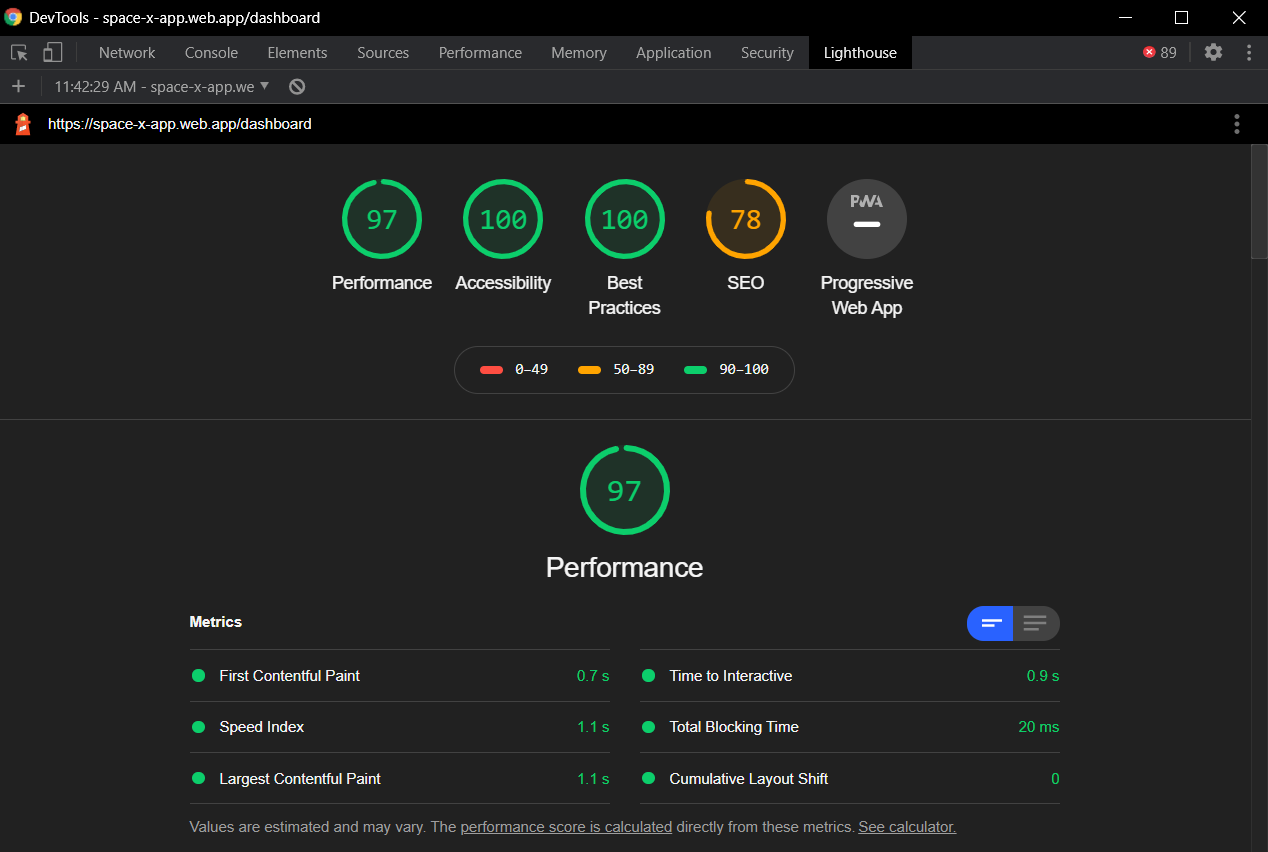 DevTools - space-x-app.web.app/dashboard
Network Console Elements Sources Performance Memory Application Security Lighthouse 89
11:42:29 AM - space-x-app.we
https://space-x-app.web.app/dashboard
97 100 100 78 PWA
Performance Accessibility Best Practices SEO Progressive Web App
0–49 50–89 90–100
97
Performance
Metrics
First Contentful Paint 0.7 s Time to Interactive 0.9 s
Speed Index 1.1 s Total Blocking Time 20 ms
Largest Contentful Paint 1.1 s Cumulative Layout Shift 0
Values are estimated and may vary. The performance score is calculated directly from these metrics. See calculator.